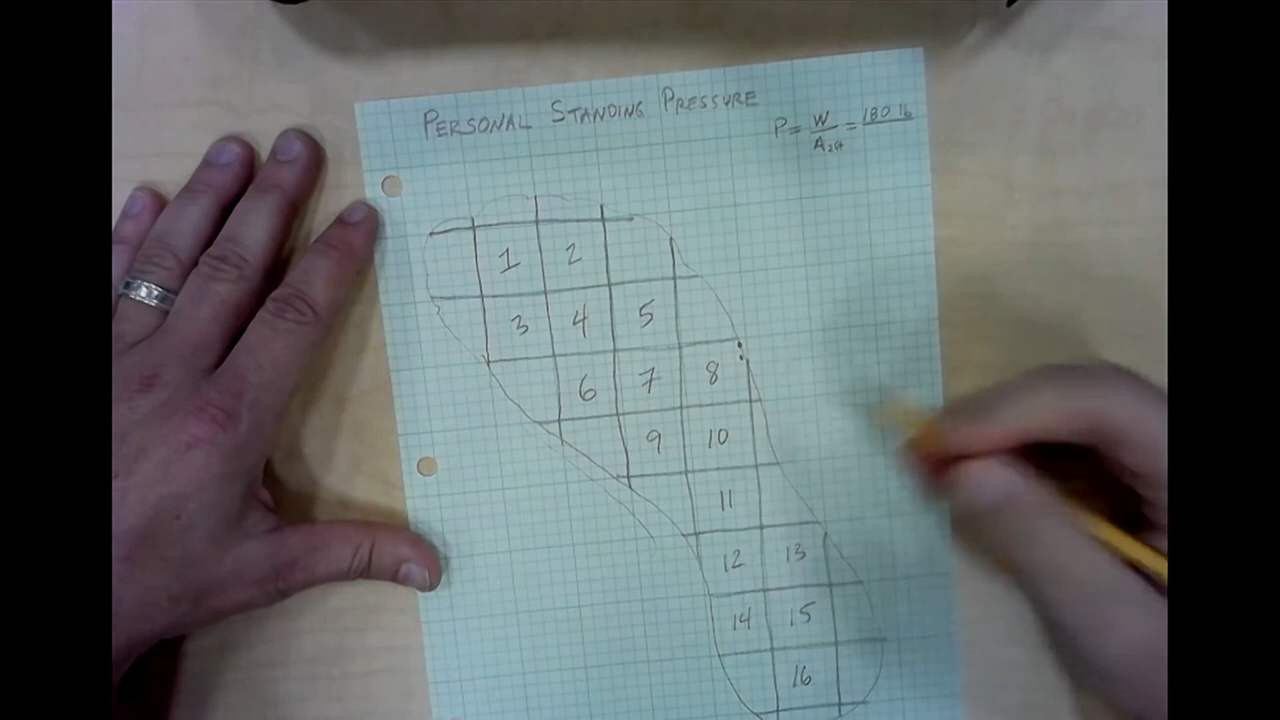 PERSONAL STANDING PRESSURE
P = W / A2ft = 180 lb
1 2
3 4 5
6 7 8
9 10
11
12 13
14 15
16